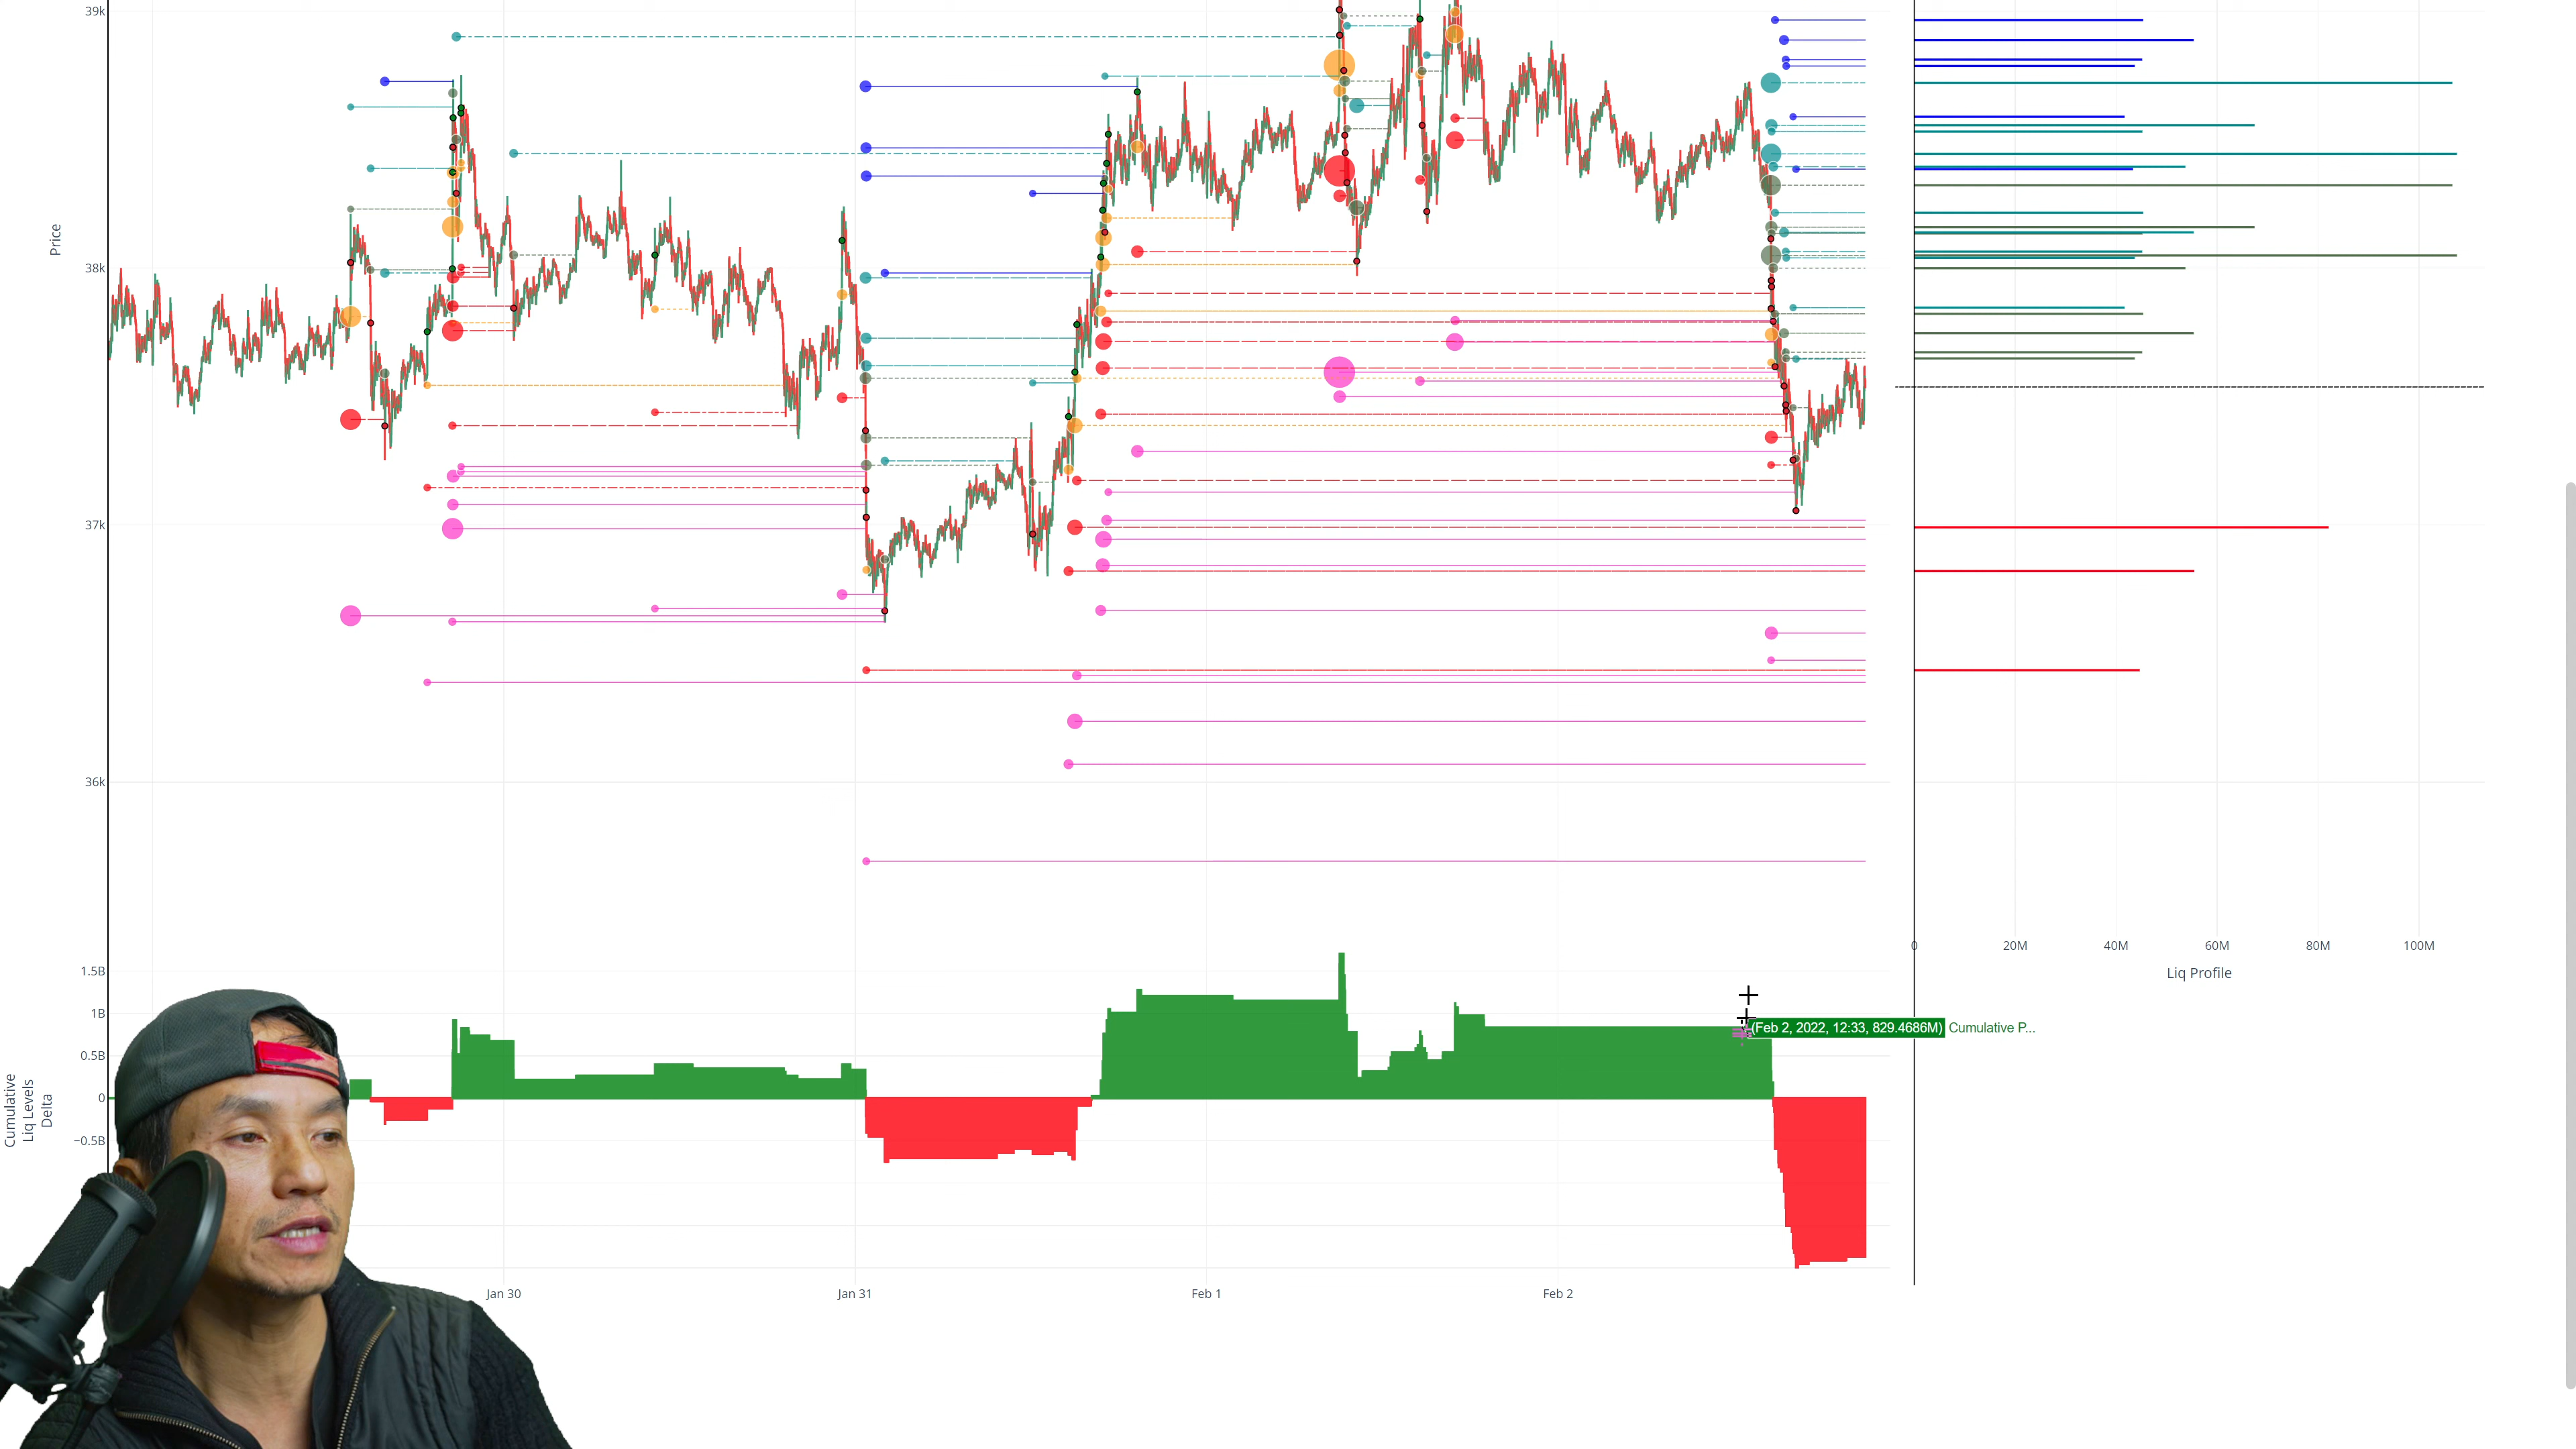 39k
38k
37k
36k
Price
0
20M
40M
60M
80M
100M
Liq Profile
1.5B
1B
0.5B
0
−0.5B
Cumulative
Liq Levels
Delta
(Feb 2, 2022, 12:33, 829.4686M) Cumulative P...
Jan 30
Jan 31
Feb 1
Feb 2